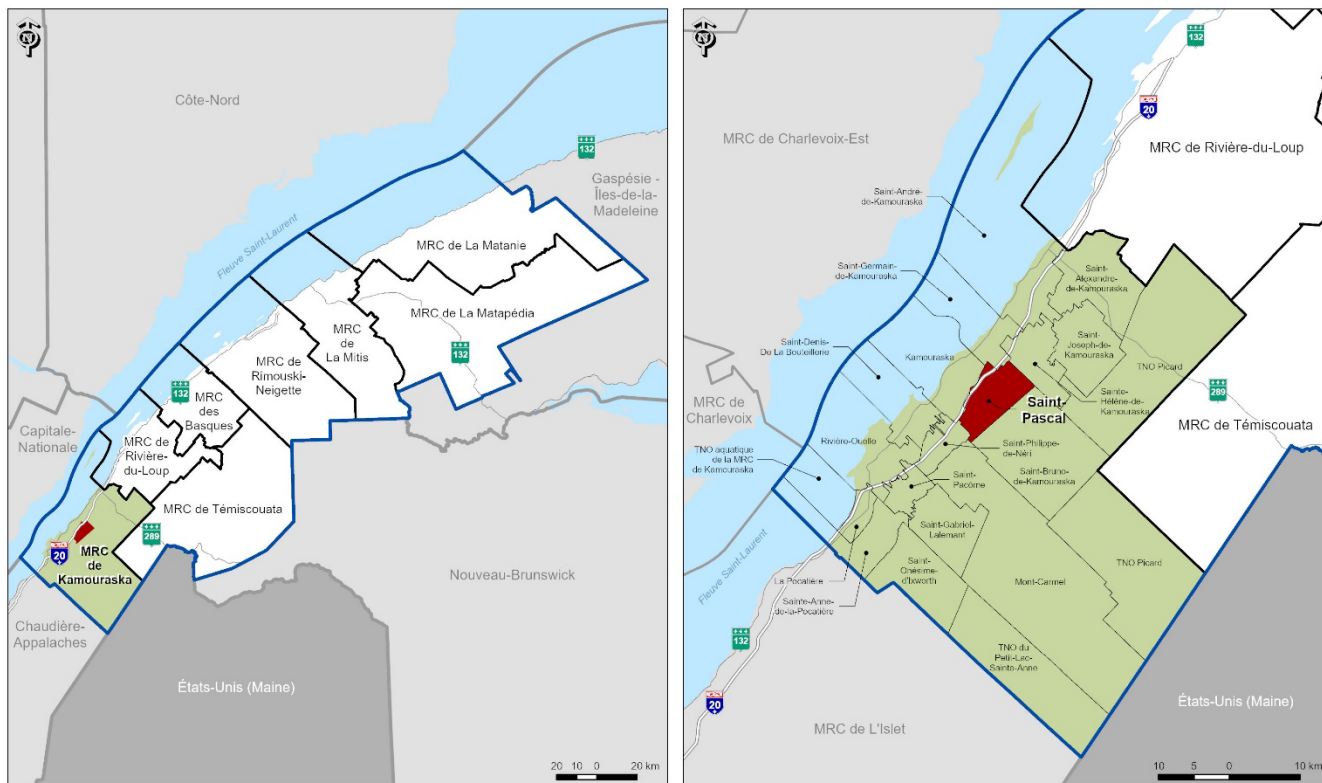 N
Côte-Nord
132
Gaspésie -
Îles-de-la-
Madeleine
Fleuve Saint-Laurent
MRC de La Matanie
MRC de La Matapédia
MRC
de
La Mitis
132
MRC de
Rimouski-
Neigette
132
MRC
des
Basques
Capitale-
Nationale
MRC de
Rivière-
du-Loup
MRC de Témiscouata
289
20
MRC
de
Kamouraska
Nouveau-Brunswick
Chaudière-
Appalaches
États-Unis (Maine)
20 10 0 20 km
N
132
20
MRC de Charlevoix-Est
MRC de Rivière-du-Loup
Saint-Andre-
de-Kamouraska
Saint-Germain-
de-Kamouraska
Saint-
Alexandre-
de-Kamouraska
Saint-Denis-
De La Bouteillerie
Kamouraska
Saint-
Joseph-de-
Kamouraska
TNO Picard
289
MRC de
Charlevoix
Saint-
Pascal
Sainte-
Hélène-de-
Kamouraska
MRC de Témiscouata
Rivière-Ouelle
TNO aquatique
de la MRC
de Kamouraska
Saint-Philippe-
de-Néri
Saint-
Pacôme
Saint-Bruno-
de-Kamouraska
Saint-Gabriel-
Lalemant
Fleuve Saint-Laurent
La Pocatière
Saint-
Onésime-
d'Ixworth
Mont-Carmel
TNO Picard
Sainte-Anne-
de-la-Pocatière
132
TNO du
Petit-Lac-
Sainte-Anne
20
États-Unis (Maine)
MRC de L'Islet
10 5 0 10 km